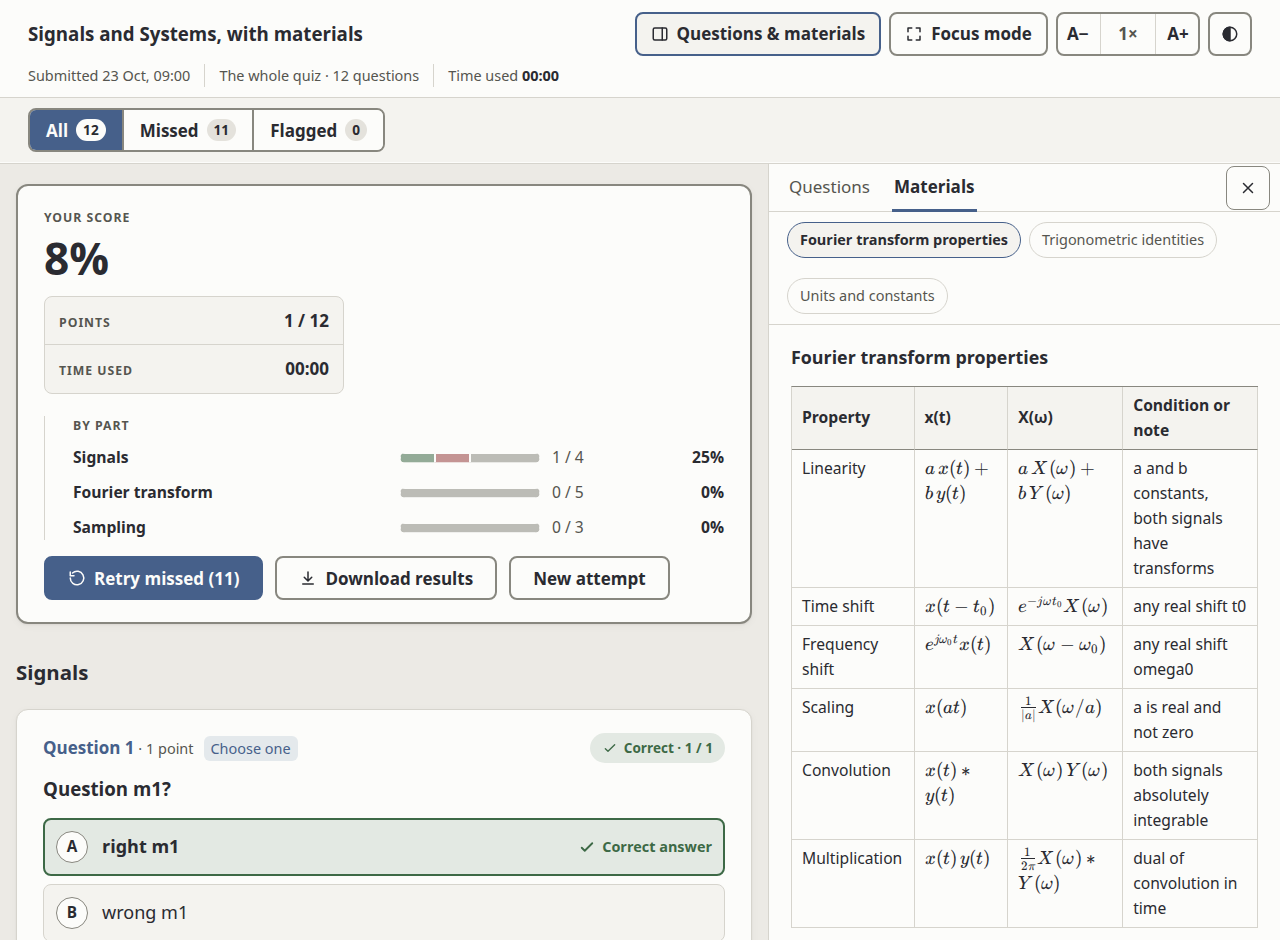 Signals and Systems, with materials
Questions & materials
Focus mode
A− 1× A+
Submitted 23 Oct, 09:00
The whole quiz · 12 questions
Time used 00:00
All 12
Missed 11
Flagged 0
YOUR SCORE
8%
POINTS 1 / 12
TIME USED 00:00
BY PART
Signals 1 / 4 25%
Fourier transform 0 / 5 0%
Sampling 0 / 3 0%
Retry missed (11)
Download results
New attempt
Signals
Question 1 · 1 point Choose one
Correct · 1 / 1
Question m1?
A right m1 Correct answer
B wrong m1
Questions
Materials
Fourier transform properties
Trigonometric identities
Units and constants
Fourier transform properties
Property x(t) X(ω) Condition or
note
Linearity a x(t) + a X(ω) + a and b
b y(t) b Y(ω) constants,
both signals
have
transforms
Time shift x(t − t₀) e^{−jωt₀}X(ω) any real shift t0
Frequency e^{jω₀t}x(t) X(ω − ω₀) any real shift
shift omega0
Scaling x(at) 1/|a| X(ω/a) a is real and
not zero
Convolution x(t) ∗ X(ω) Y(ω) both signals
y(t) absolutely
integrable
Multiplication x(t) y(t) 1/2π X(ω) ∗ dual of
Y(ω) convolution in
time